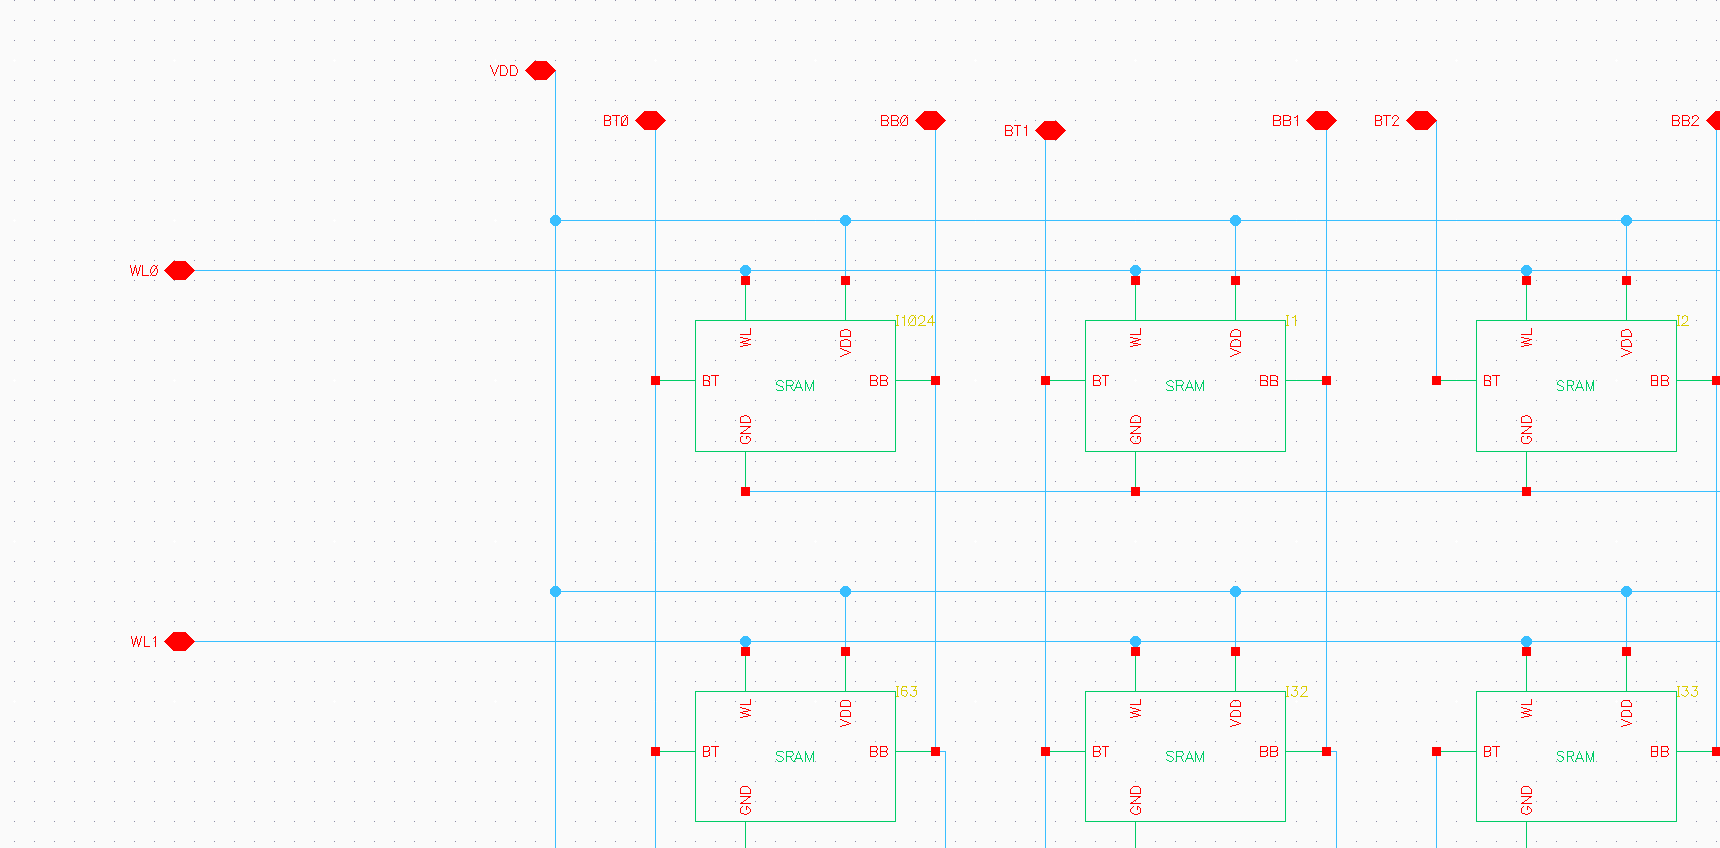 VDD
BTØ
BBØ
BT1
BB1
BT2
BB2
WLØ
I1Ø24
I1
I2
WL
VDD
WL
VDD
WL
VDD
BT
SRAM
BB
BT
SRAM
BB
BT
SRAM
BB
GND
GND
GND
WL1
I63
I32
I33
WL
VDD
WL
VDD
WL
VDD
BT
SRAM
BB
BT
SRAM
BB
BT
SRAM
BB
GND
GND
GND